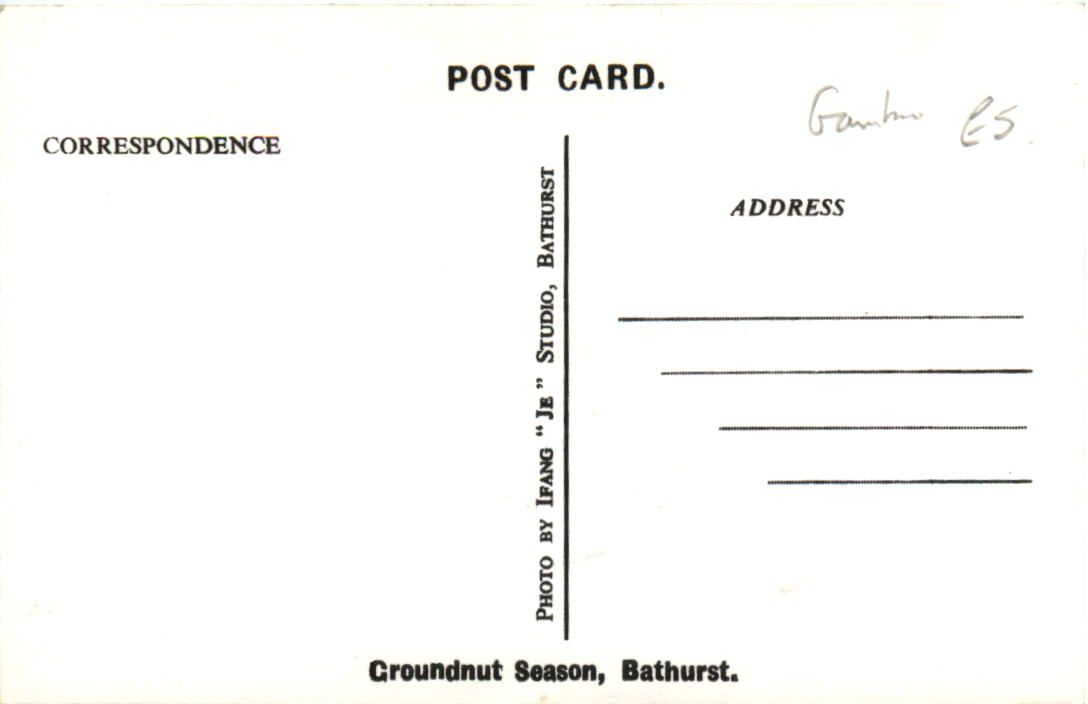 POST CARD.
Gambia £5.
CORRESPONDENCE
ADDRESS
PHOTO BY IFANG “JE” STUDIO, BATHURST
Groundnut Season, Bathurst.